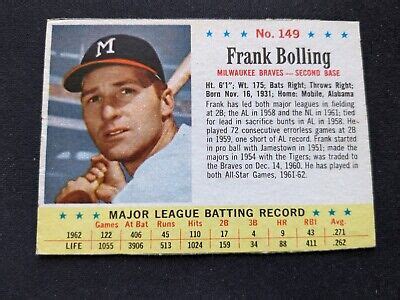 M
No. 149
Frank Bolling
MILWAUKEE BRAVES—SECOND BASE
Ht. 6'1"; Wt. 175; Bats Right; Throws Right;
Born Nov. 16, 1931; Home: Mobile, Alabama
Frank has led both major leagues in fielding
at 2B; the AL in 1958 and the NL in 1961; tied
for lead in sacrifice bunts in AL in 1958. He
played 72 consecutive errorless games at 2B in
1959, one short of AL record. Frank started in
pro ball with Jamestown in 1951; made the
majors in 1954 with the Tigers; was traded to
the Braves on Dec. 14, 1960. He has played in
both All-Star Games, 1961-62.
MAJOR LEAGUE BATTING RECORD
Games At Bat Runs Hits 2B 3B HR RBI Avg.
1962 122 406 45 110 17 4 9 43 .271
LIFE 1055 3906 513 1024 159 34 88 411 .262